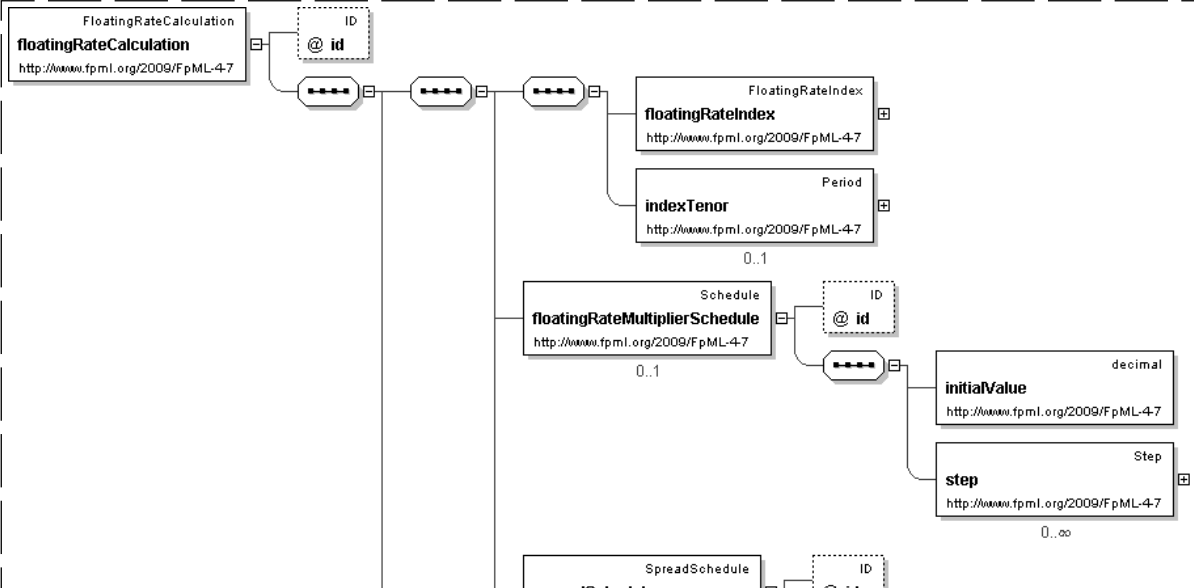 FloatingRateCalculation
floatingRateCalculation
http://www.fpml.org/2009/FpML-4-7
ID
@ id
FloatingRateIndex
floatingRateIndex
http://www.fpml.org/2009/FpML-4-7
Period
indexTenor
http://www.fpml.org/2009/FpML-4-7
0..1
Schedule
floatingRateMultiplierSchedule
http://www.fpml.org/2009/FpML-4-7
0..1
ID
@ id
decimal
initialValue
http://www.fpml.org/2009/FpML-4-7
Step
step
http://www.fpml.org/2009/FpML-4-7
0..∞
SpreadSchedule
ID